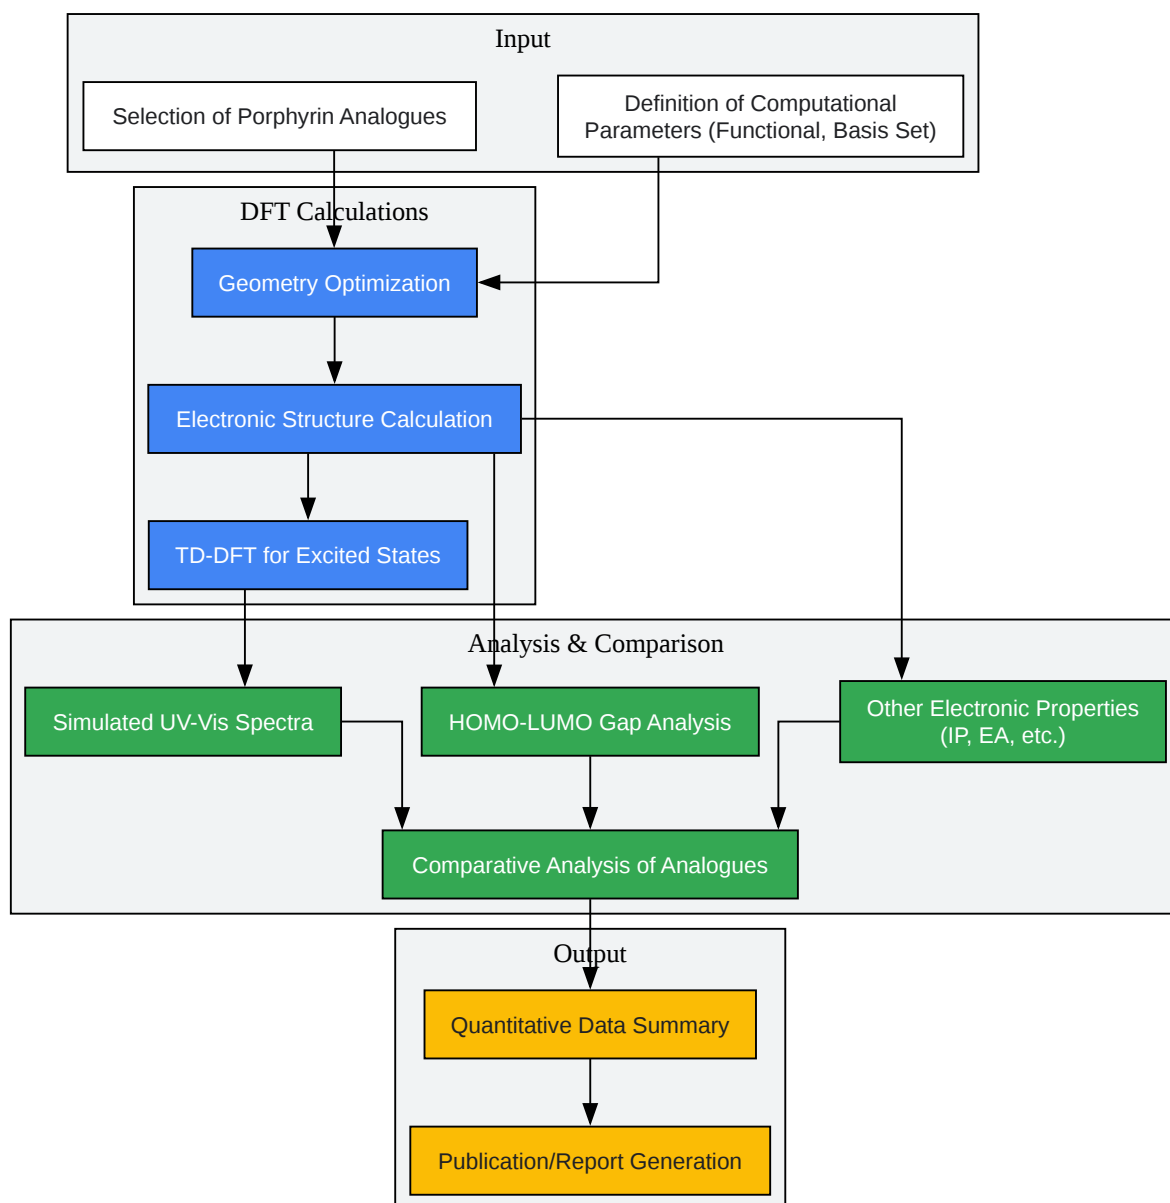 Input
Selection of Porphyrin Analogues
Definition of Computational
Parameters (Functional, Basis Set)
DFT Calculations
Geometry Optimization
Electronic Structure Calculation
TD-DFT for Excited States
Analysis & Comparison
Simulated UV-Vis Spectra
HOMO-LUMO Gap Analysis
Other Electronic Properties
(IP, EA, etc.)
Comparative Analysis of Analogues
Output
Quantitative Data Summary
Publication/Report Generation